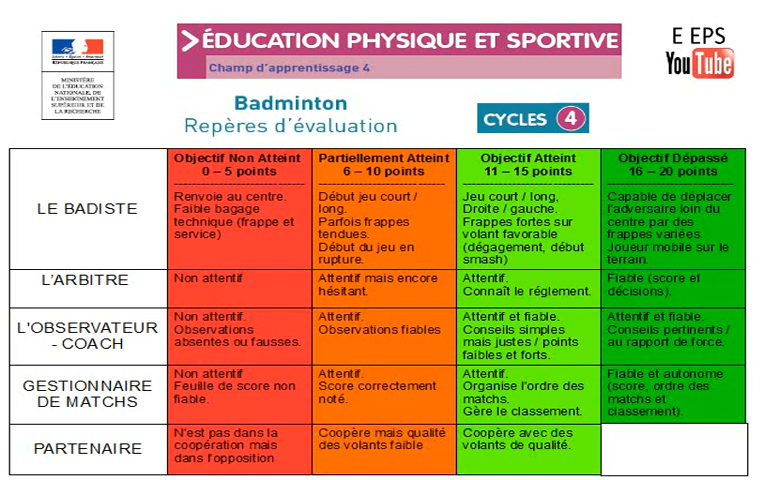 >ÉDUCATION PHYSIQUE ET SPORTIVE
Champ d'apprentissage 4
E EPS
YouTube
RÉPUBLIQUE FRANÇAISE
MINISTÈRE
DE L'ÉDUCATION
NATIONALE, DE
L'ENSEIGNEMENT
SUPÉRIEUR ET DE
LA RECHERCHE
Badminton
Repères d'évaluation
CYCLES 4
Objectif Non Atteint
0 – 5 points
Partiellement Atteint
6 – 10 points
Objectif Atteint
11 – 15 points
Objectif Dépassé
16 – 20 points
LE BADISTE
Renvoie au centre.
Faible bagage
technique (frappe et
service)
Début jeu court /
long.
Parfois frappes
tendues.
Début du jeu en
rupture.
Jeu court / long,
Droite / gauche.
Frappes fortes sur
volant favorable
(dégagement, début
smash)
Capable de déplacer
l'adversaire loin du
centre par des
frappes variées.
Joueur mobile sur le
terrain.
L'ARBITRE
Non attentif
Attentif mais encore
hésitant.
Attentif.
Connaît le réglement.
Fiable (score et
décisions).
L'OBSERVATEUR
- COACH
Non attentif.
Observations
absentes ou fausses.
Attentif.
Observations fiables
Attentif et fiable.
Conseils simples
mais justes / points
faibles et forts.
Attentif et fiable.
Conseils pertinents /
au rapport de force.
GESTIONNAIRE
DE MATCHS
Non attentif
Feuille de score non
fiable.
Attentif.
Score correctement
noté.
Attentif.
Organise l'ordre des
matchs.
Gère le classement.
Fiable et autonome
(score, ordre des
matchs et
classement).
PARTENAIRE
N'est pas dans la
coopération mais
dans l'opposition
Coopère mais qualité
des volants faible
Coopère avec des
volants de qualité.